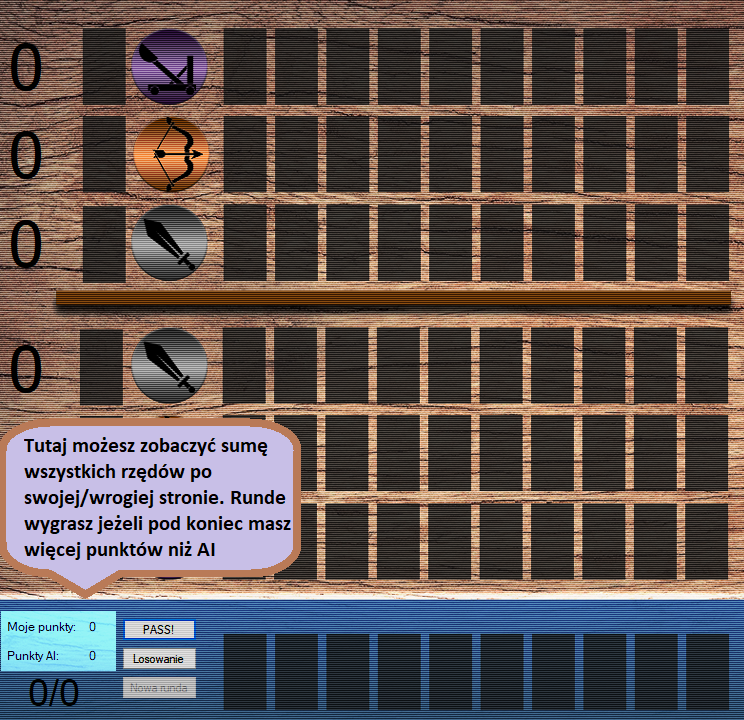 0
0
0
0
Tutaj możesz zobaczyć sumę
wszystkich rzędów po
swojej/wrogiej stronie. Runde
wygrasz jeżeli pod koniec masz
więcej punktów niż AI
Moje punkty: 0
PASS!
Punkty AI: 0
Losowanie
0/0
Nowa runda